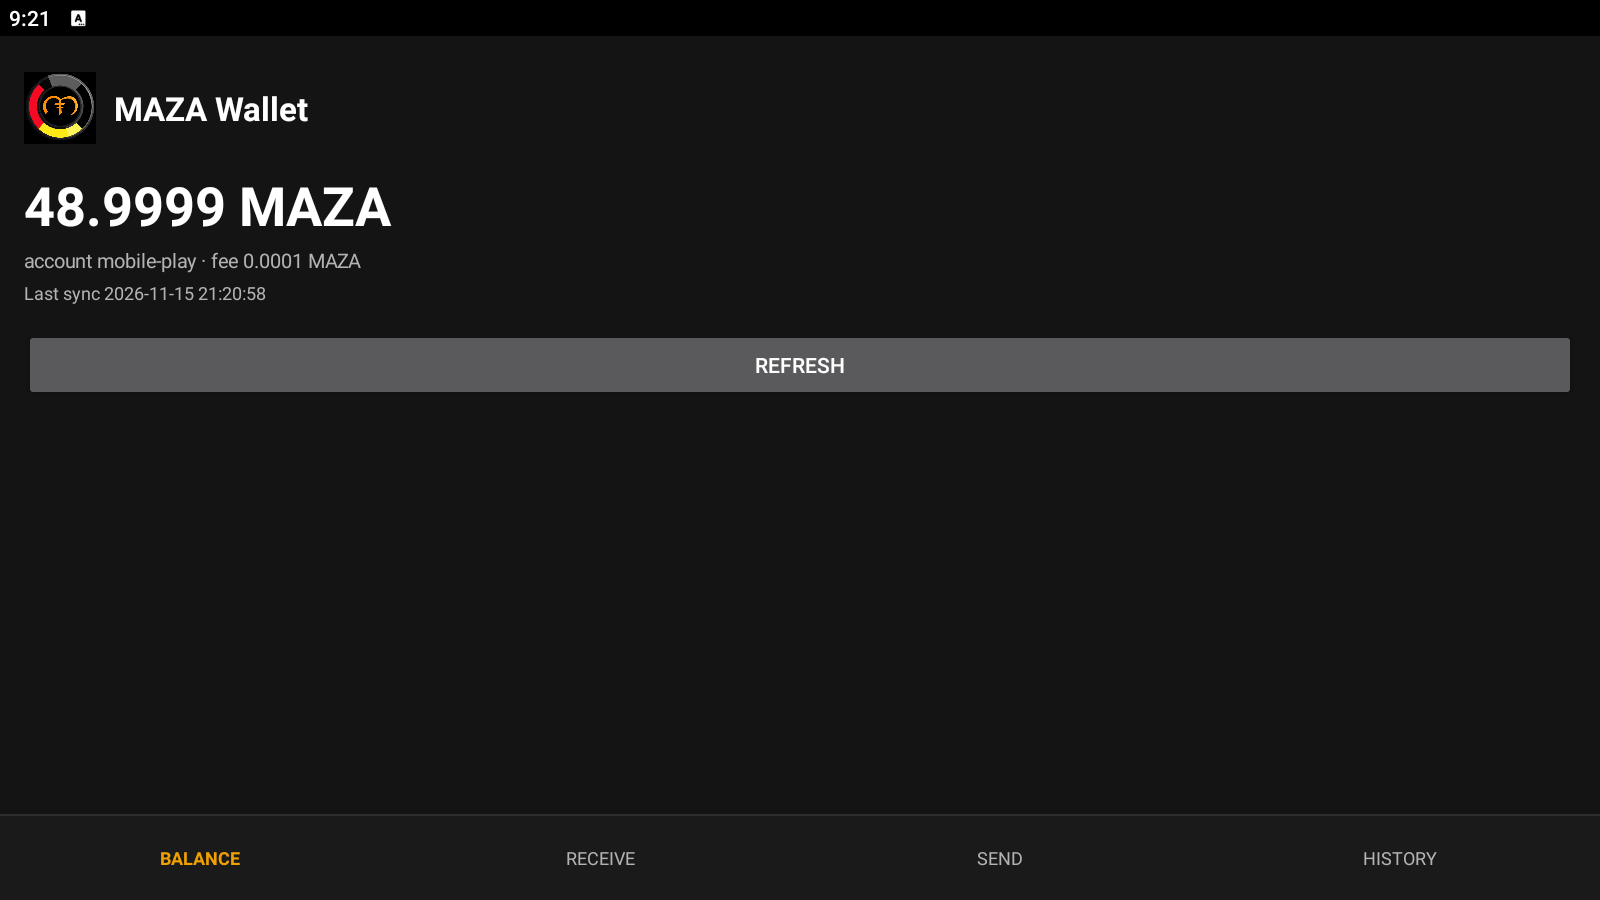 9:21
MAZA Wallet
48.9999 MAZA
account mobile-play · fee 0.0001 MAZA
Last sync 2026-11-15 21:20:58
REFRESH
BALANCE RECEIVE SEND HISTORY